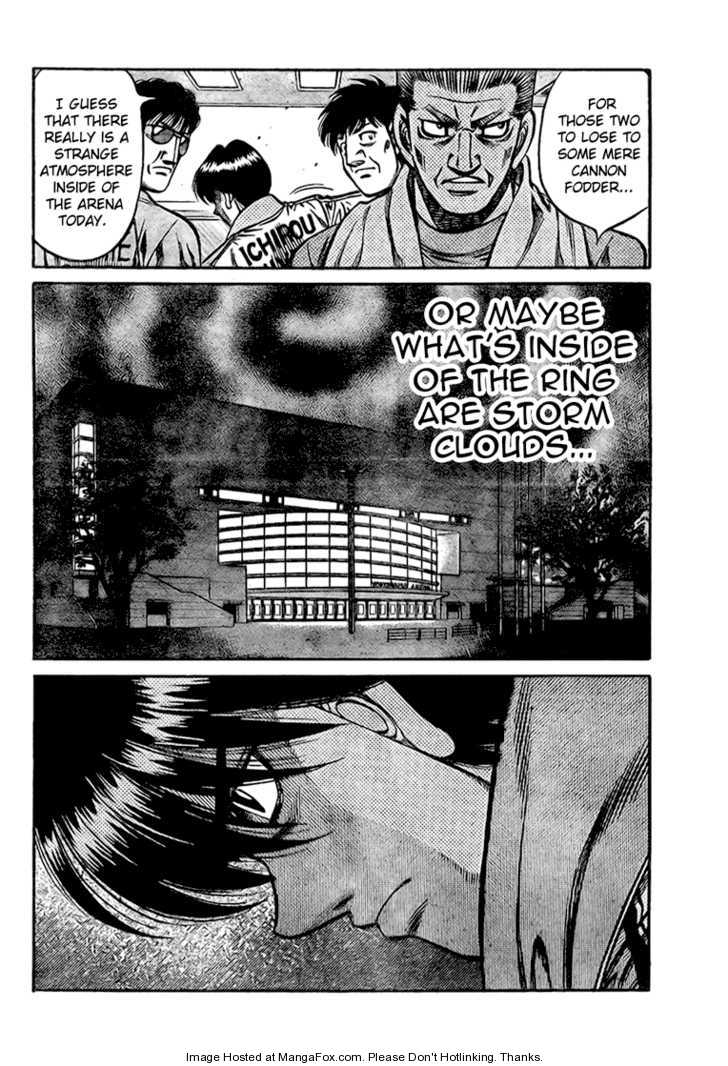 FOR
THOSE TWO
TO LOSE TO
SOME MERE
CANNON
FODDER...
I GUESS
THAT THERE
REALLY IS A
STRANGE
ATMOSPHERE
INSIDE OF
THE ARENA
TODAY.
ICHIROU
OR MAYBE
WHAT'S INSIDE
OF THE RING
ARE STORM
CLOUDS...
Image Hosted at MangaFox.com. Please Don't Hotlinking. Thanks.